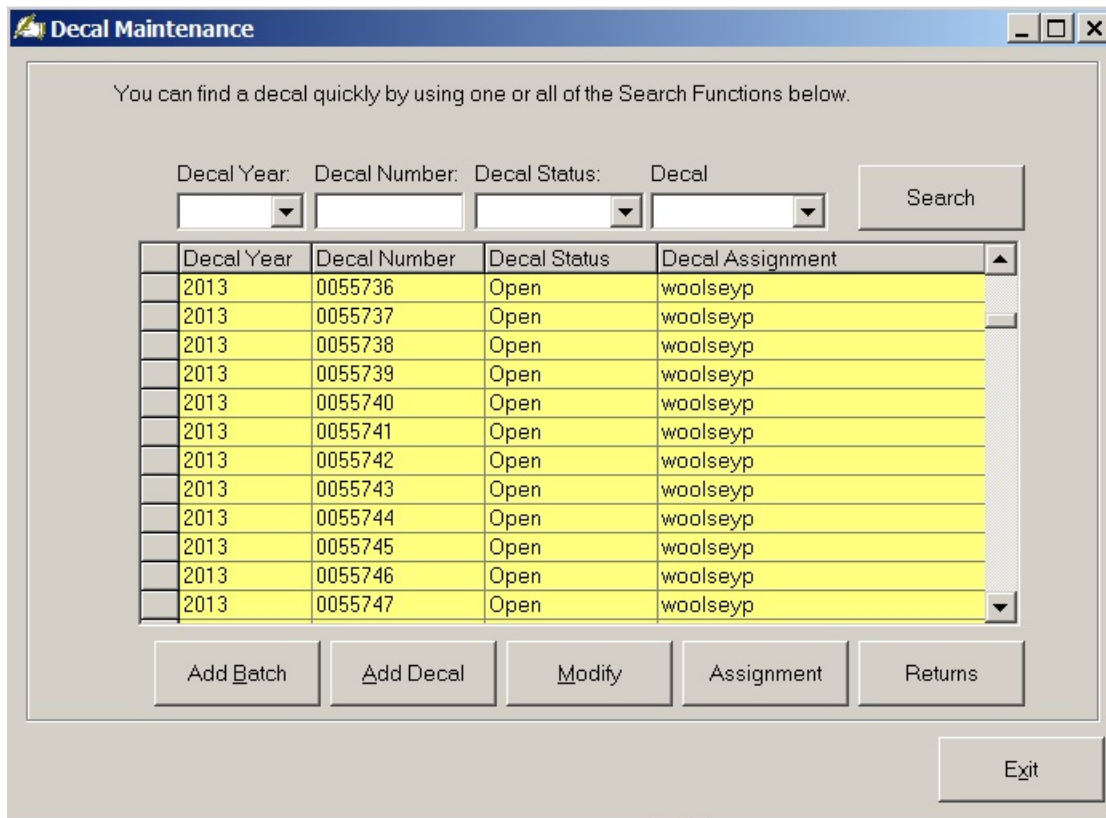 Decal Maintenance
You can find a decal quickly by using one or all of the Search Functions below.
Decal Year: Decal Number: Decal Status: Decal
Search
Decal Year Decal Number Decal Status Decal Assignment
2013 0055736 Open woolseyp
2013 0055737 Open woolseyp
2013 0055738 Open woolseyp
2013 0055739 Open woolseyp
2013 0055740 Open woolseyp
2013 0055741 Open woolseyp
2013 0055742 Open woolseyp
2013 0055743 Open woolseyp
2013 0055744 Open woolseyp
2013 0055745 Open woolseyp
2013 0055746 Open woolseyp
2013 0055747 Open woolseyp
Add Batch Add Decal Modify Assignment Returns
Exit